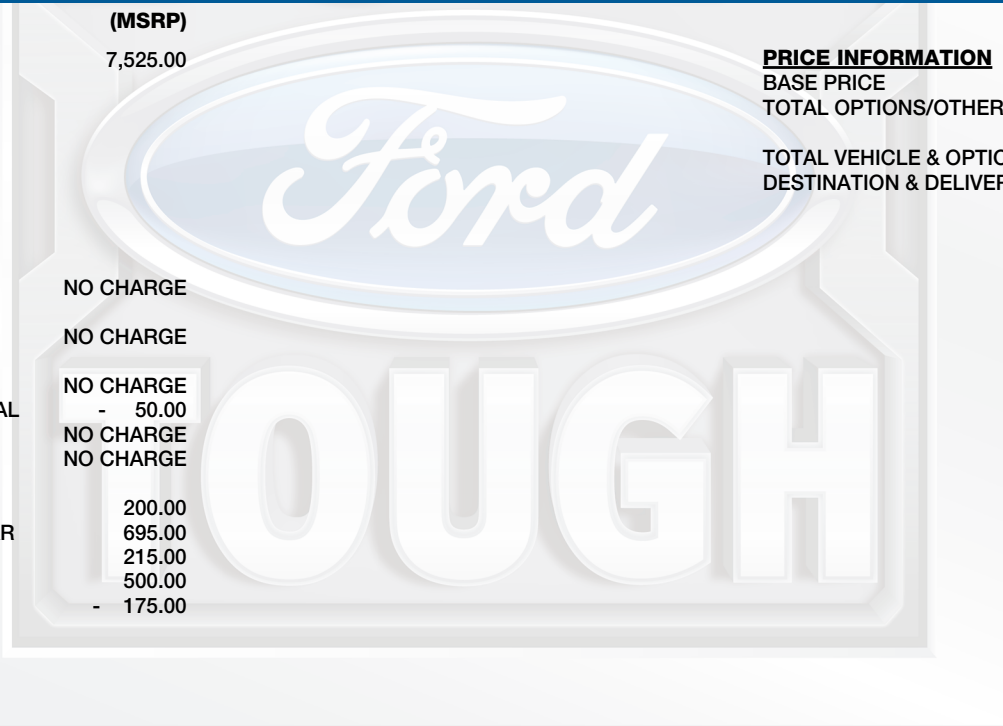 (MSRP)
7,525.00
NO CHARGE
NO CHARGE
NO CHARGE
AL - 50.00
NO CHARGE
NO CHARGE
200.00
R 695.00
215.00
500.00
- 175.00
PRICE INFORMATION
BASE PRICE
TOTAL OPTIONS/OTHER
TOTAL VEHICLE & OPTIO
DESTINATION & DELIVER
Ford
TOUGH